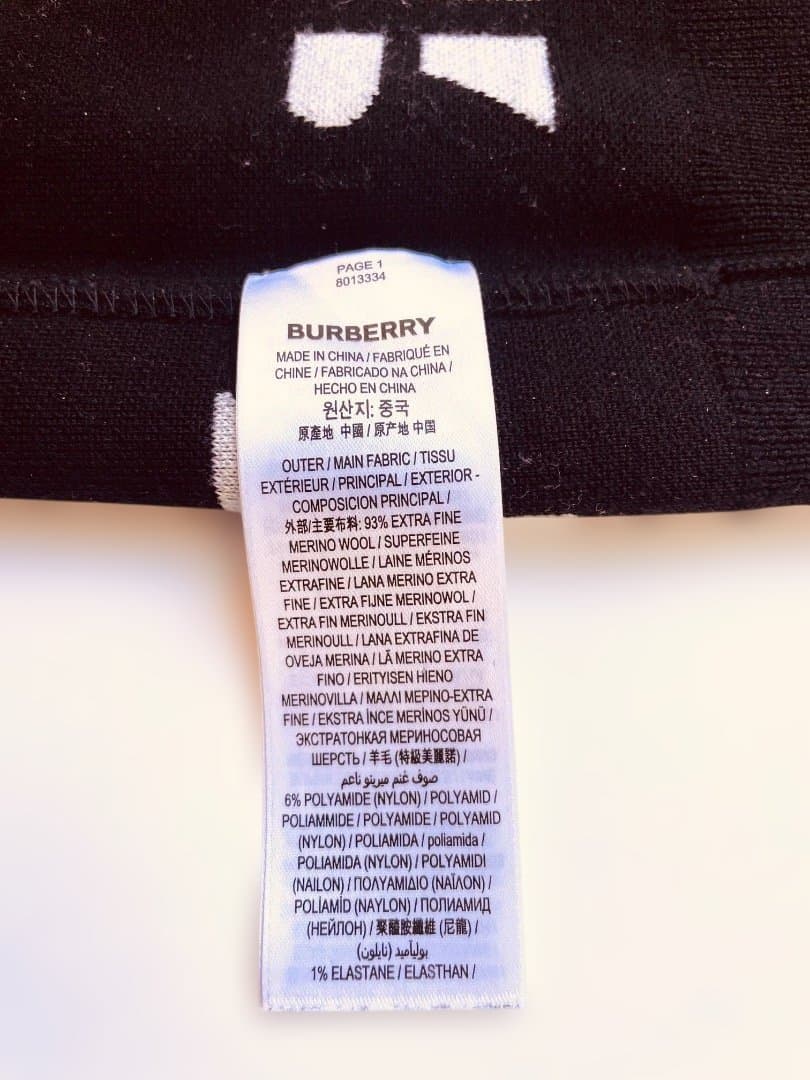 PAGE 1
8013334
BURBERRY
MADE IN CHINA / FABRIQUÉ EN
CHINE / FABRICADO NA CHINA /
HECHO EN CHINA
원산지: 중국
原產地 中國 / 原产地 中国
OUTER / MAIN FABRIC / TISSU
EXTÉRIEUR / PRINCIPAL / EXTERIOR -
COMPOSICION PRINCIPAL /
外部/主要布料: 93% EXTRA FINE
MERINO WOOL / SUPERFEINE
MERINOWOLLE / LAINE MÉRINOS
EXTRAFINE / LANA MERINO EXTRA
FINE / EXTRA FIJNE MERINOWOL /
EXTRA FIN MERINOULL / EKSTRA FIN
MERINOULL / LANA EXTRAFINA DE
OVEJA MERINA / LÃ MERINO EXTRA
FINO / ERITYISEN HIENO
MERINOVILLA / ΜΑΛΛΙ ΜΕΡΙΝΟ-EXTRA
FINE / EKSTRA İNCE MERİNOS YÜNÜ /
ЭКСТРАТОНКАЯ МЕРИНОСОВАЯ
ШЕРСТЬ / 羊毛 (特級美麗諾) /
صوف غنم ميرينو ناعم
6% POLYAMIDE (NYLON) / POLYAMID /
POLIAMMIDE / POLYAMIDE / POLYAMID
(NYLON) / POLIAMIDA / poliamida /
POLIAMIDA (NYLON) / POLYAMIDI
(NAILON) / ΠΟΛΥΑΜΙΔΙΟ (ΝΑΪΛΟΝ) /
POLİAMİD (NAYLON) / ПОЛИАМИД
(НЕЙЛОН) / 聚醯胺纖維 (尼龍) /
بوليآميد (نايلون)
1% ELASTANE / ELASTHAN /